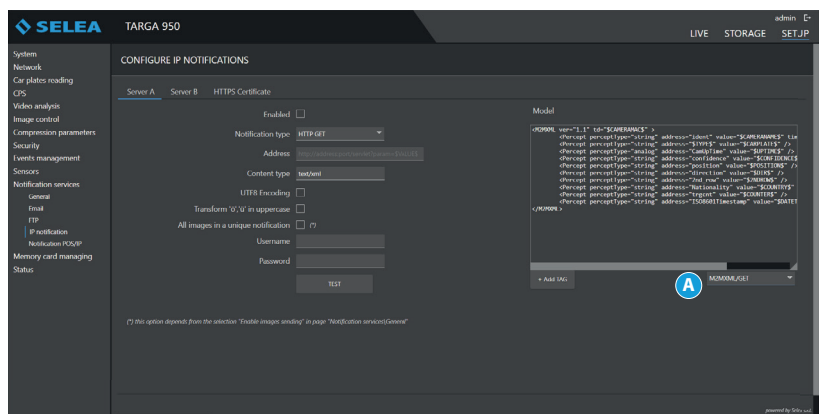 SELEA
TARGA 950
admin
LIVE STORAGE SETUP
System
Network
Car plates reading
CPS
Video analysis
Image control
Compression parameters
Security
Events management
Sensors
Notification services
General
Email
FTP
IP notification
Notification POS/IP
Memory card managing
Status
CONFIGURE IP NOTIFICATIONS
Server A Server B HTTPS Certificate
Enabled
Notification type HTTP GET
Address
Content type text/xml
UTF8 Encoding
Transform 'ö','ü' in uppercase
All images in a unique notification (*)
Username
Password
TEST
(*) this option depends from the selection "Enable images sending" in page "Notification services\General"
Model
<M2MXML ver="1.1" td="$CAMERAMAC$" >
<Percept perceptType="string" address="ident" value="$CAMERANAME$" tim
<Percept perceptType="string" address="$TYPE$" value="$CARPLATE$" />
<Percept perceptType="analog" address="CamUpTime" value="$UPTIME$" />
<Percept perceptType="string" address="confidence" value="$CONFIDENCE$
<Percept perceptType="string" address="position" value="$POSITION$" />
<Percept perceptType="string" address="direction" value="$DIR$" />
<Percept perceptType="string" address="2nd row" value="$2NDROW$" />
<Percept perceptType="string" address="Nationality" value="$COUNTRY$"
<Percept perceptType="string" address="trgcnt" value="$COUNTER$" />
<Percept perceptType="string" address="ISO8601Timestamp" value="$DATET
</M2MXML>
+ Add TAG
A
M2MXML/GET
powered by Selea s.r.l.